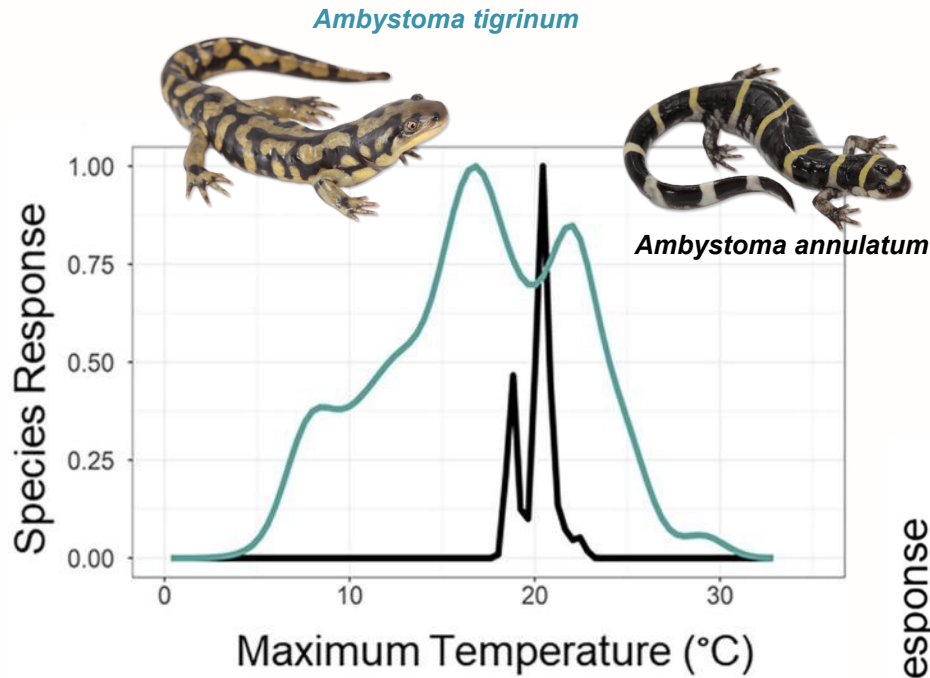 Ambystoma tigrinum
Ambystoma annulatum
Species Response
1.00
0.75
0.50
0.25
0.00
0
10
20
30
Maximum Temperature (°C)
esponse